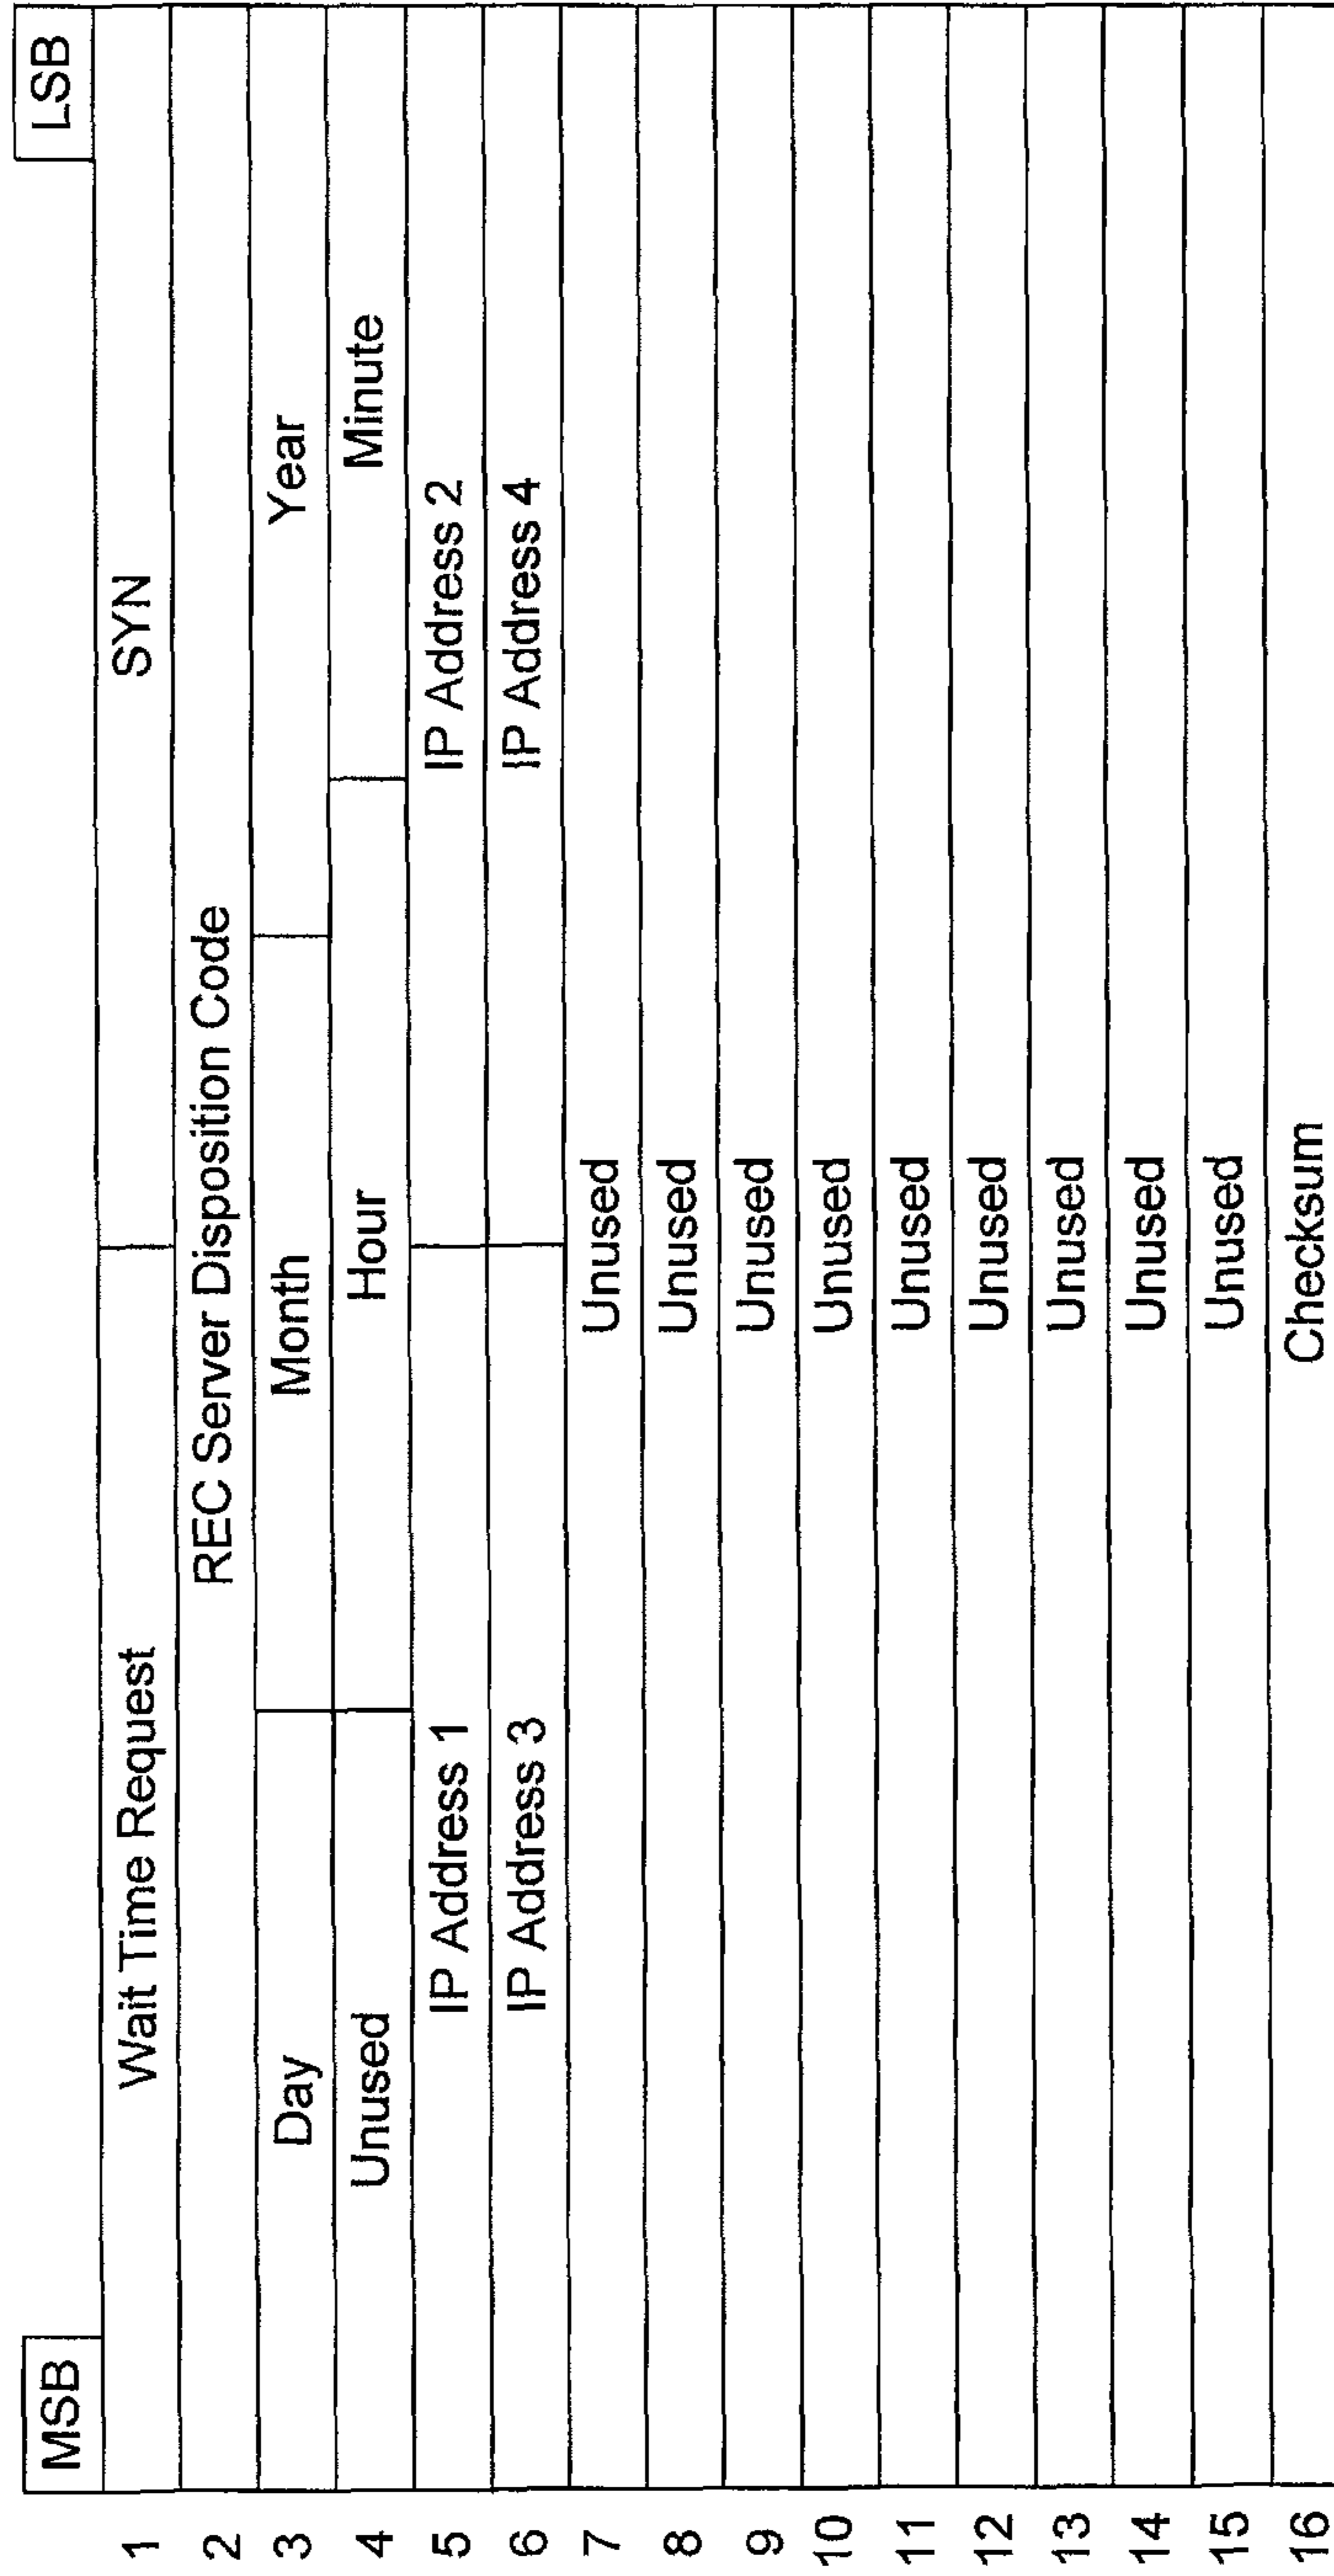 MSB LSB
1 Wait Time Request SYN
2 REC Server Disposition Code
3 Day Month Year
4 Unused Hour Minute
5 IP Address 1 IP Address 2
6 IP Address 3 IP Address 4
7 Unused
8 Unused
9 Unused
10 Unused
11 Unused
12 Unused
13 Unused
14 Unused
15 Unused
16 Checksum